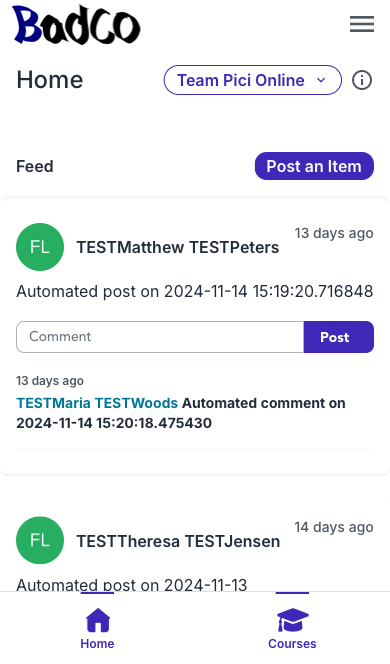 BodCo
Home
Team Pici Online
Feed
Post an Item
13 days ago
FL
TESTMatthew TESTPeters
Automated post on 2024-11-14 15:19:20.716848
Comment
Post
13 days ago
TESTMaria TESTWoods Automated comment on
2024-11-14 15:20:18.475430
14 days ago
FL
TESTTheresa TESTJensen
Automated post on 2024-11-13
Home
Courses